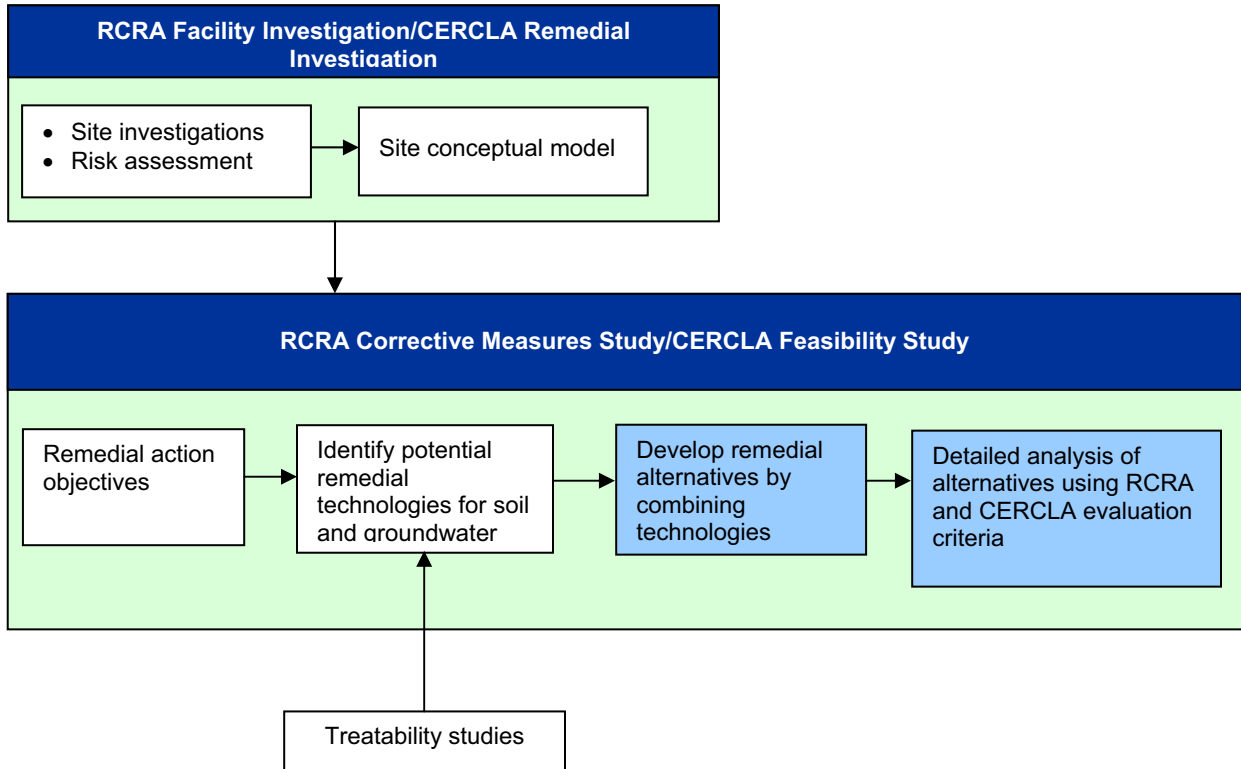 RCRA Facility Investigation/CERCLA Remedial
Investigation
• Site investigations
• Risk assessment
Site conceptual model
RCRA Corrective Measures Study/CERCLA Feasibility Study
Remedial action
objectives
Identify potential
remedial
technologies for soil
and groundwater
Develop remedial
alternatives by
combining
technologies
Detailed analysis of
alternatives using RCRA
and CERCLA evaluation
criteria
Treatability studies